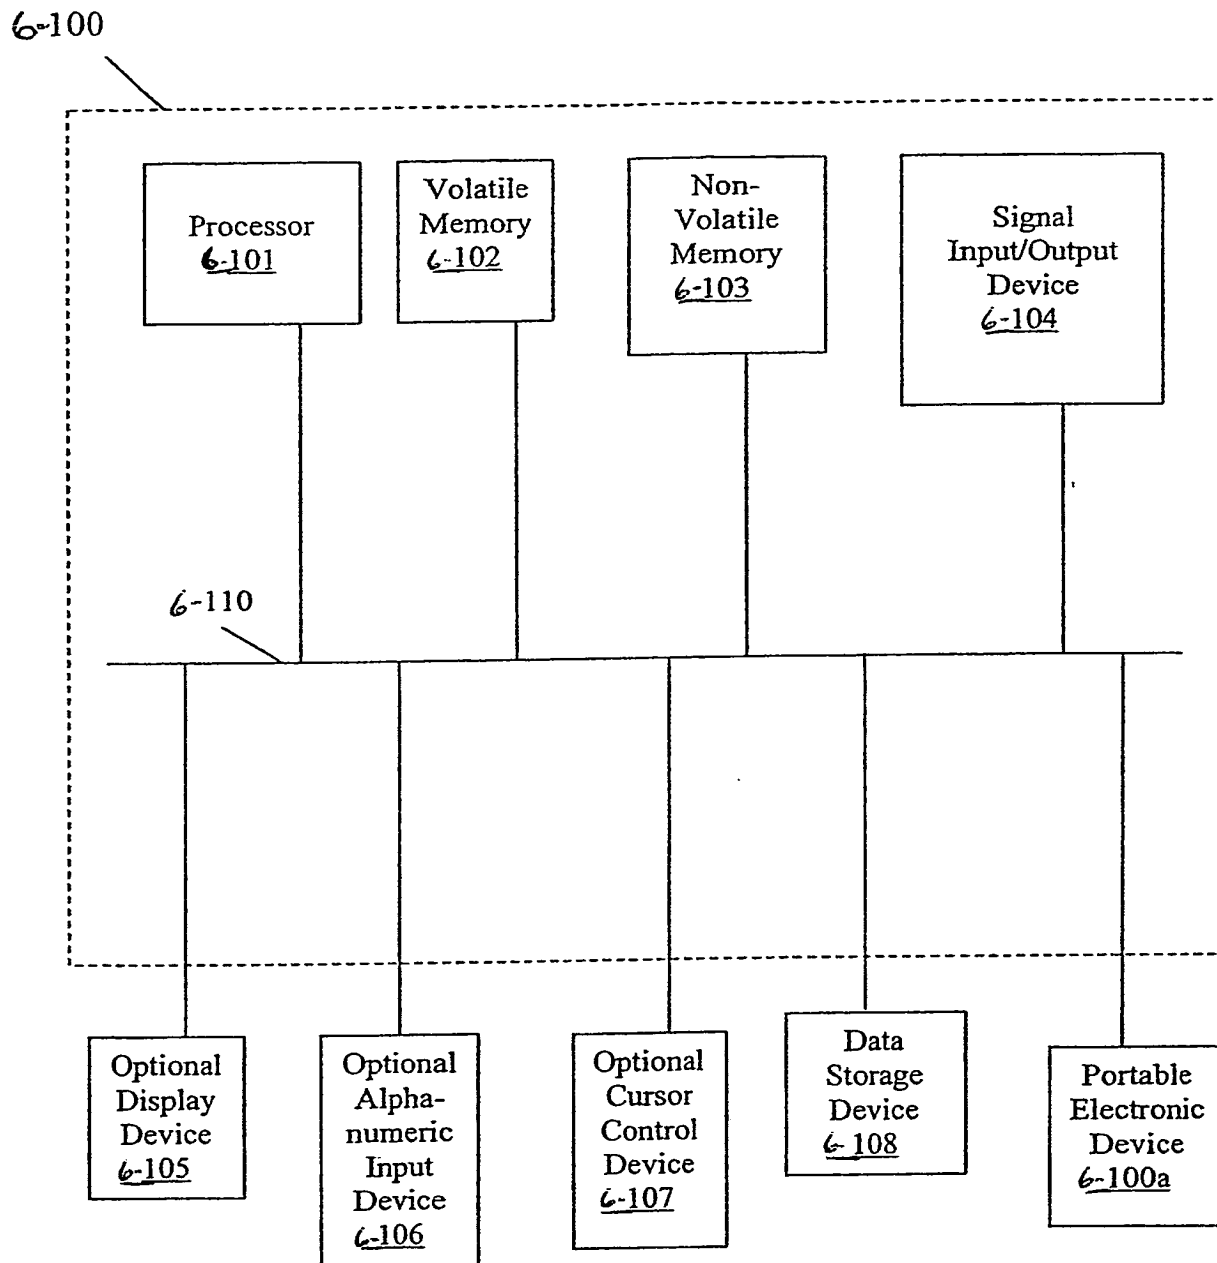 6-100
Processor
6-101
Volatile
Memory
6-102
Non-
Volatile
Memory
6-103
Signal
Input/Output
Device
6-104
6-110
Optional
Display
Device
6-105
Optional
Alpha-
numeric
Input
Device
6-106
Optional
Cursor
Control
Device
6-107
Data
Storage
Device
6-108
Portable
Electronic
Device
6-100a